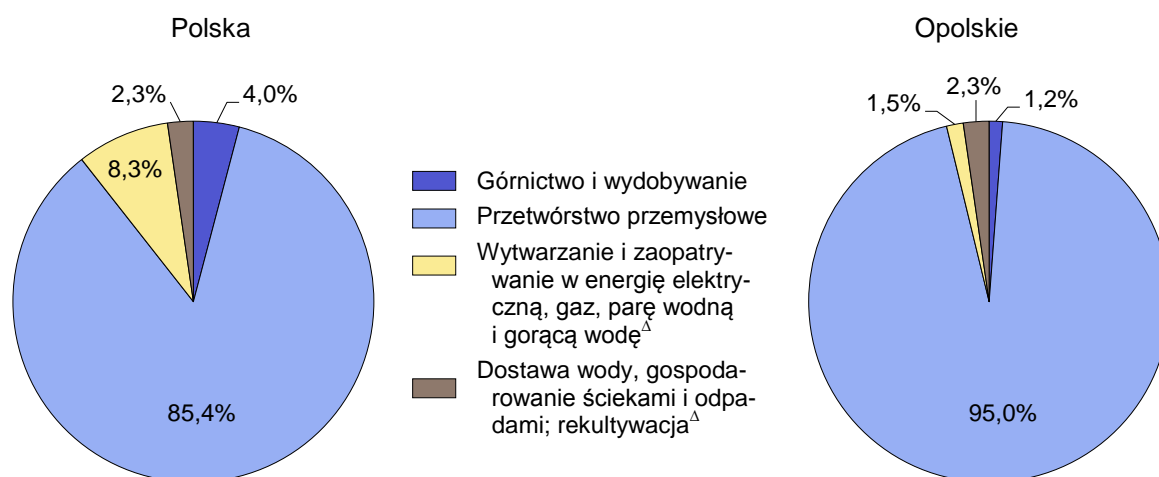 Polska
2,3%
4,0%
8,3%
85,4%
Górnictwo i wydobywanie
Przetwórstwo przemysłowe
Wytwarzanie i zaopatry-
wanie w energię elektry-
czną, gaz, parę wodną
i gorącą wodęᐃ
Dostawa wody, gospoda-
rowanie ściekami i odpa-
dami; rekultywacjaᐃ
Opolskie
1,5%
2,3%
1,2%
95,0%